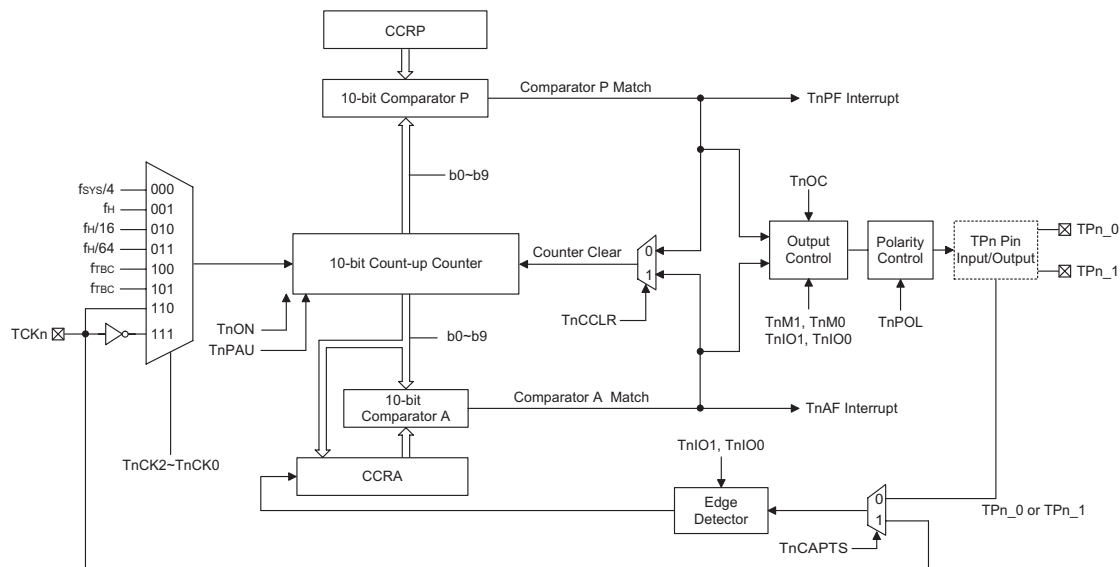 CCRP
10-bit Comparator P
Comparator P Match
TnPF Interrupt
b0~b9
fSYS/4
000
fH
001
fH/16
010
fH/64
011
fTBC
100
fTBC
101
110
111
TCKn
TnCK2~TnCK0
10-bit Count-up Counter
TnON
TnPAU
Counter Clear
0
1
TnCCLR
TnOC
Output
Control
TnM1, TnM0
TnIO1, TnIO0
Polarity
Control
TnPOL
TPn Pin
Input/Output
TPn_0
TPn_1
b0~b9
10-bit
Comparator A
Comparator A Match
TnAF Interrupt
CCRA
TnIO1, TnIO0
Edge
Detector
0
1
TnCAPTS
TPn_0 or TPn_1